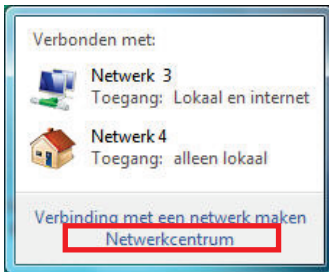 Verbonden met:
Netwerk 3
Toegang: Lokaal en internet
Netwerk 4
Toegang: alleen lokaal
Verbinding met een netwerk maken
Netwerkcentrum